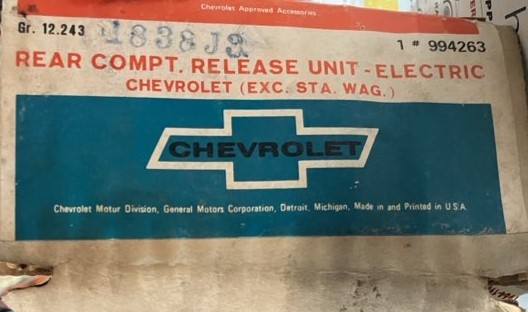 Chevrolet Approved Accessories
Gr. 12.243 1838J2 1 # 994263
REAR COMPT. RELEASE UNIT - ELECTRIC
CHEVROLET (EXC. STA. WAG.)
CHEVROLET
Chevrolet Motor Division, General Motors Corporation, Detroit, Michigan, Made in and Printed in U.S.A.